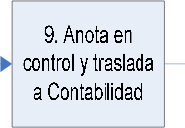 9. Anota en
control y traslada
a Contabilidad